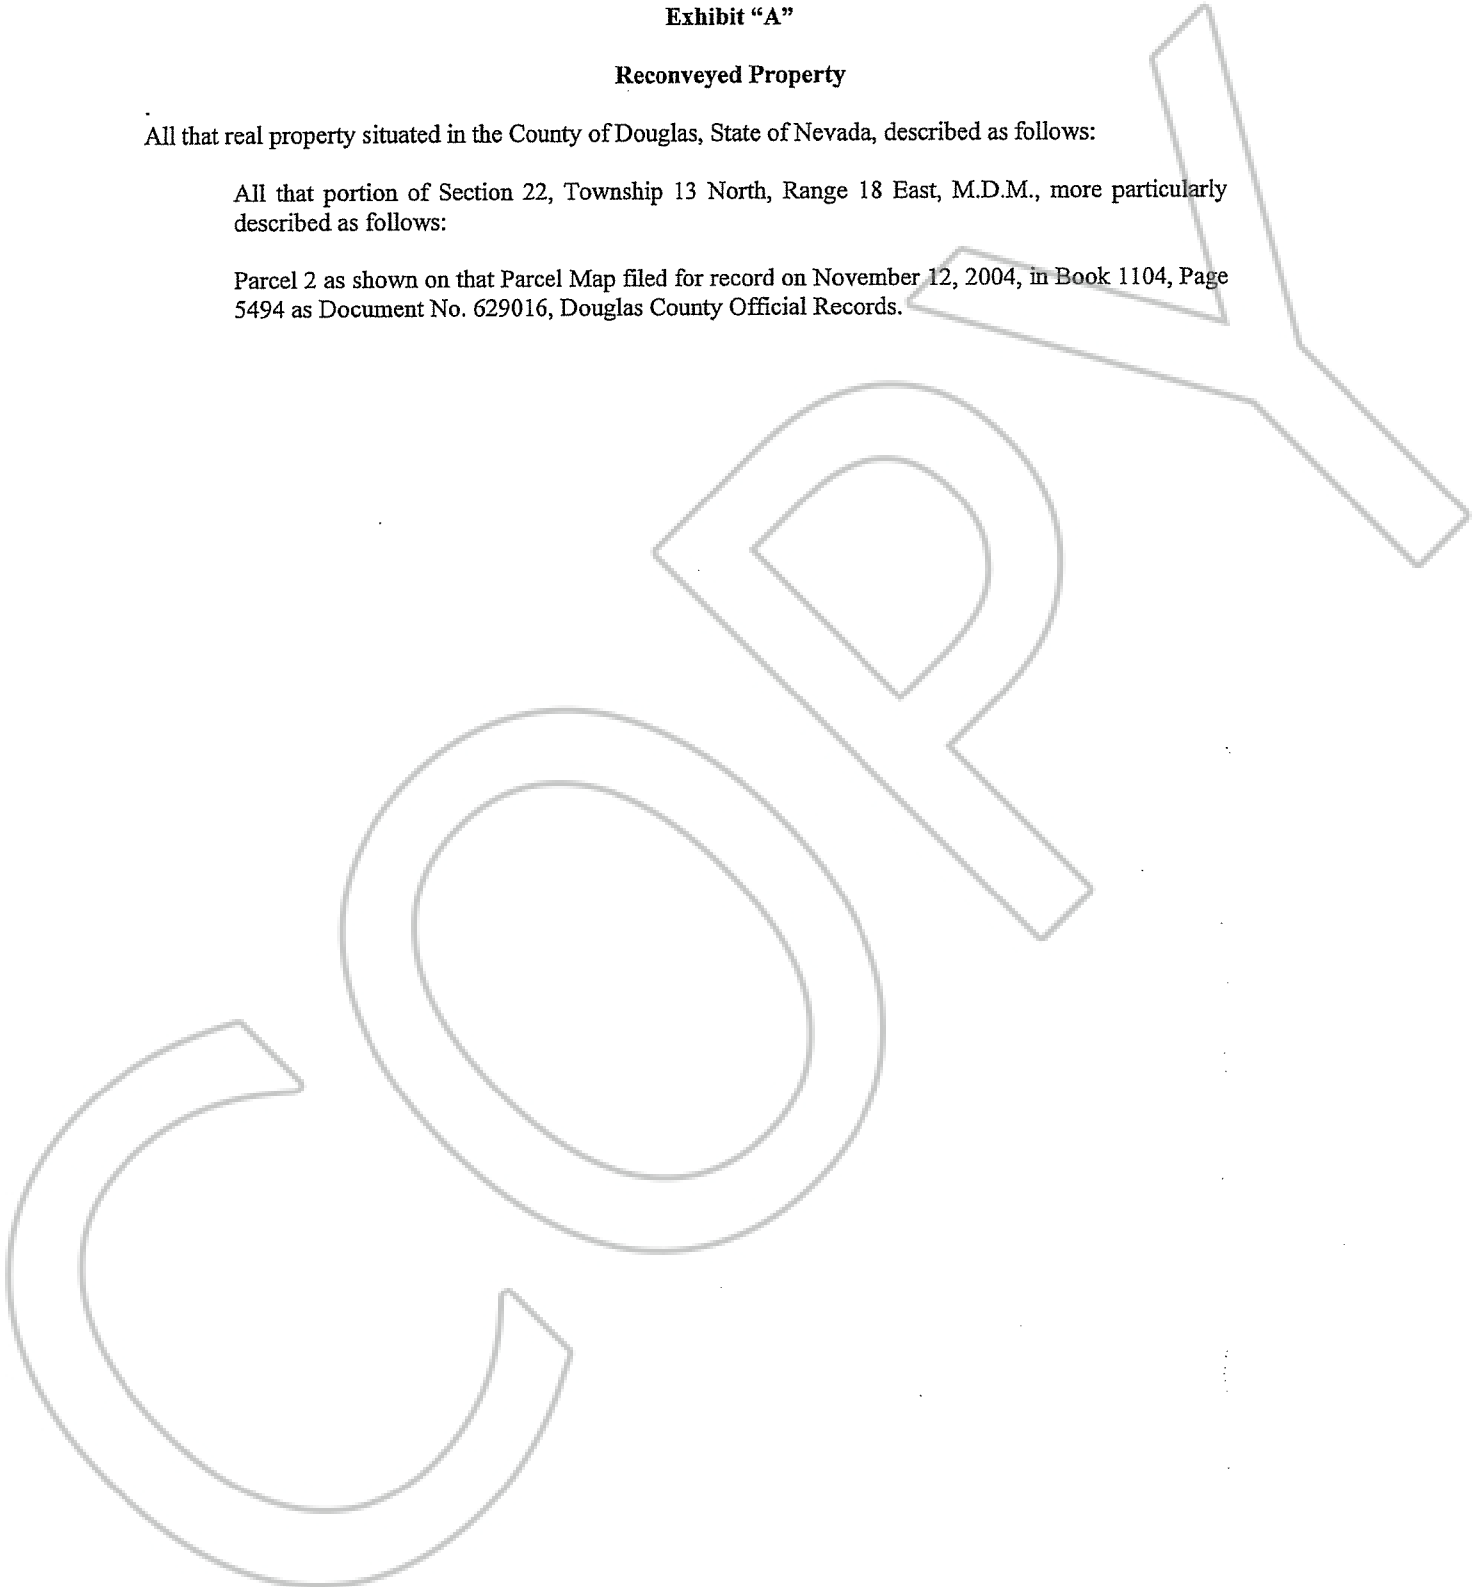 Exhibit “A”
Reconveyed Property
All that real property situated in the County of Douglas, State of Nevada, described as follows:
All that portion of Section 22, Township 13 North, Range 18 East, M.D.M., more particularly
described as follows:
Parcel 2 as shown on that Parcel Map filed for record on November 12, 2004, in Book 1104, Page
5494 as Document No. 629016, Douglas County Official Records.
COPY